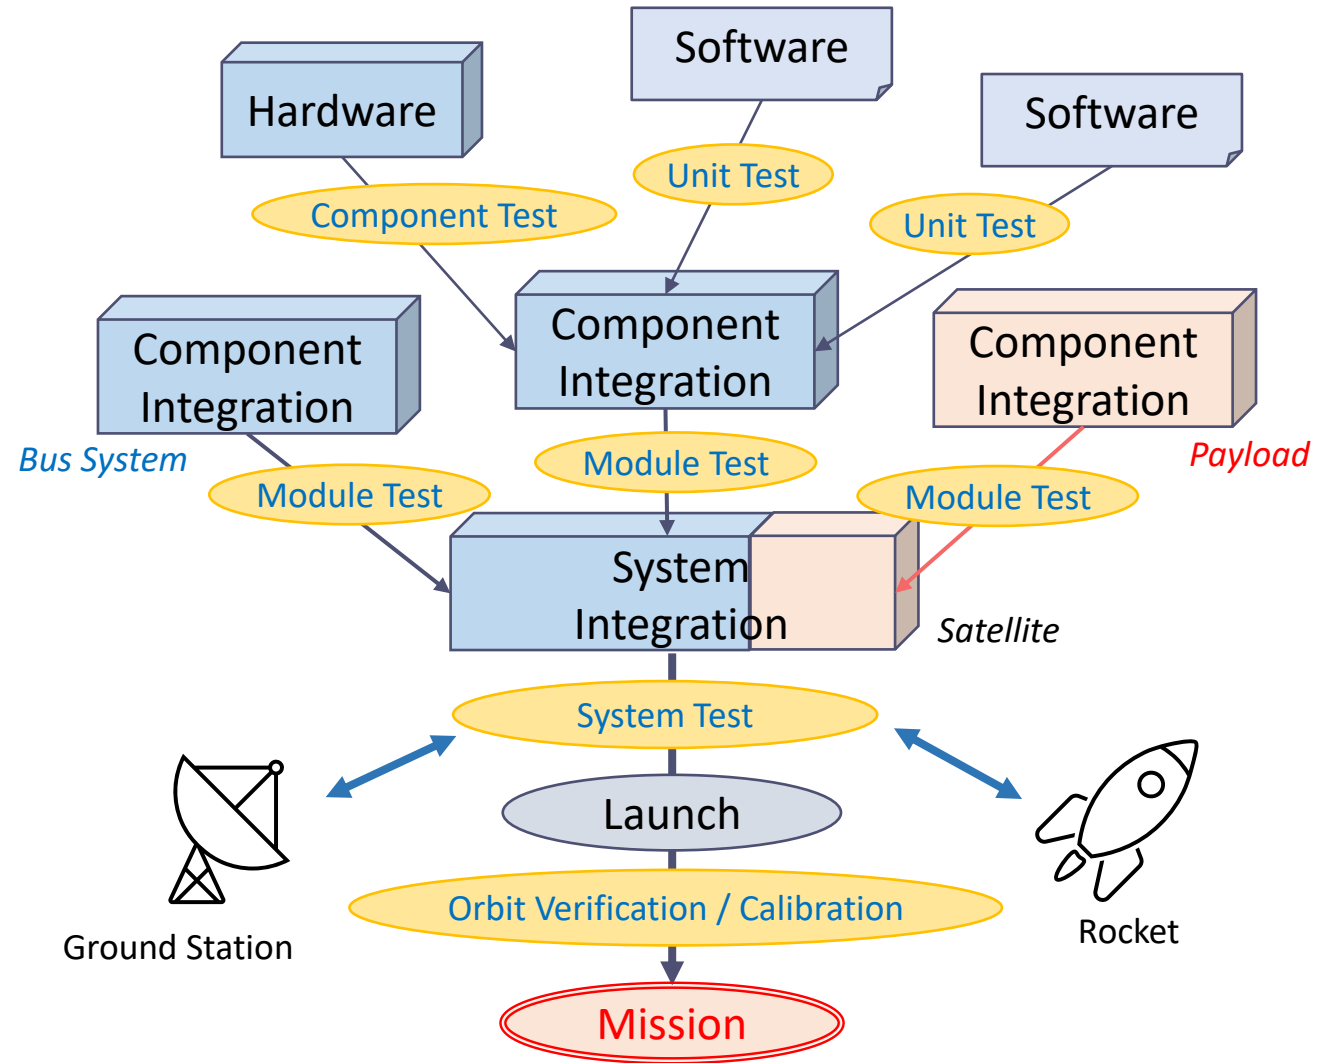 Software
Hardware
Software
Unit Test
Component Test
Unit Test
Component
Integration
Component
Integration
Component
Integration
Bus System
Payload
Module Test
Module Test
Module Test
System
Integration
Satellite
System Test
Launch
Orbit Verification / Calibration
Ground Station
Rocket
Mission